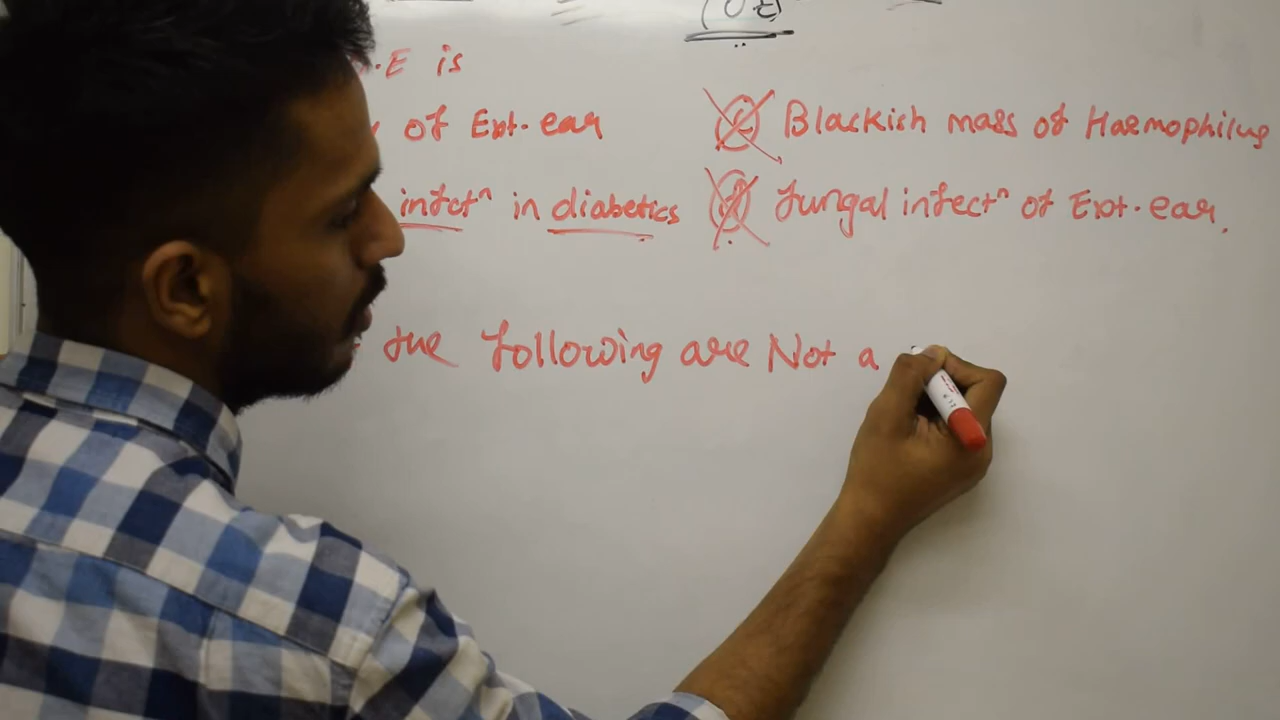 (OE)
.E is
of Ext. ear
© Blackish mass of Haemophilus
infctⁿ in diabetics
ⓓ fungal infectⁿ of Ext. ear.
the following are Not a